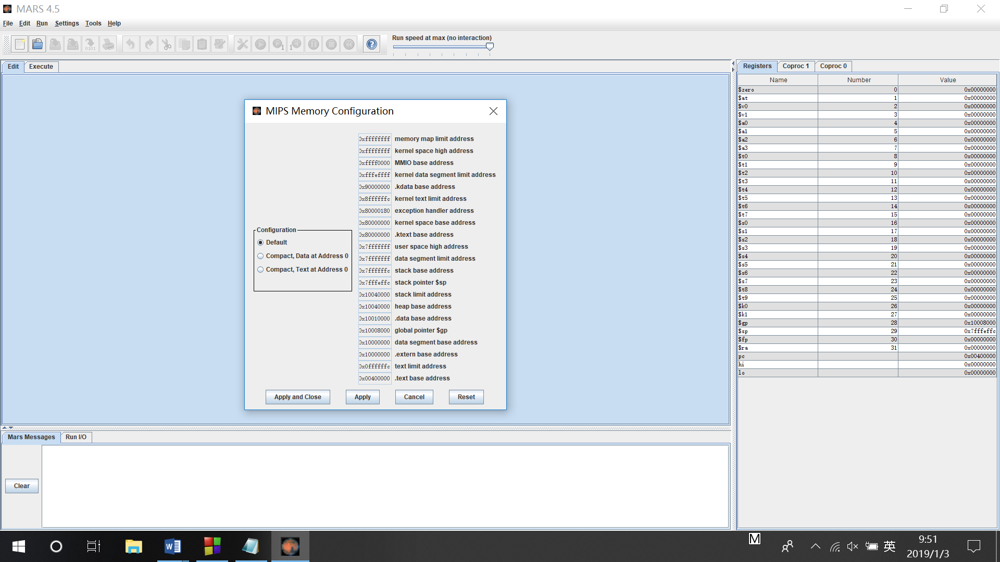 MARS 4.5
File Edit Run Settings Tools Help
Run speed at max (no interaction)
Edit Execute
MIPS Memory Configuration
Configuration
Default
Compact, Data at Address 0
Compact, Text at Address 0
0xffffffff memory map limit address
0xffffffff kernel space high address
0xffff0000 MMIO base address
0xfffeffff kernel data segment limit address
0x90000000 .kdata base address
0x8ffffffc kernel text limit address
0x80000180 exception handler address
0x80000000 kernel space base address
0x80000000 .ktext base address
0x7fffffff user space high address
0x7fffffff data segment limit address
0x7ffffffc stack base address
0x7fffeffc stack pointer $sp
0x10040000 stack limit address
0x10040000 heap base address
0x10010000 .data base address
0x10008000 global pointer $gp
0x10000000 data segment base address
0x10000000 .extern base address
0x0ffffffc text limit address
0x00400000 .text base address
Apply and Close Apply Cancel Reset
Mars Messages Run I/O
Clear
Registers Coproc 1 Coproc 0
Name Number Value
$zero 0 0x00000000
$at 1 0x00000000
$v0 2 0x00000000
$v1 3 0x00000000
$a0 4 0x00000000
$a1 5 0x00000000
$a2 6 0x00000000
$a3 7 0x00000000
$t0 8 0x00000000
$t1 9 0x00000000
$t2 10 0x00000000
$t3 11 0x00000000
$t4 12 0x00000000
$t5 13 0x00000000
$t6 14 0x00000000
$t7 15 0x00000000
$s0 16 0x00000000
$s1 17 0x00000000
$s2 18 0x00000000
$s3 19 0x00000000
$s4 20 0x00000000
$s5 21 0x00000000
$s6 22 0x00000000
$s7 23 0x00000000
$t8 24 0x00000000
$t9 25 0x00000000
$k0 26 0x00000000
$k1 27 0x00000000
$gp 28 0x10008000
$sp 29 0x7fffeffc
$fp 30 0x00000000
$ra 31 0x00000000
pc 0x00400000
hi 0x00000000
lo 0x00000000
M
英
9:51
2019/1/3